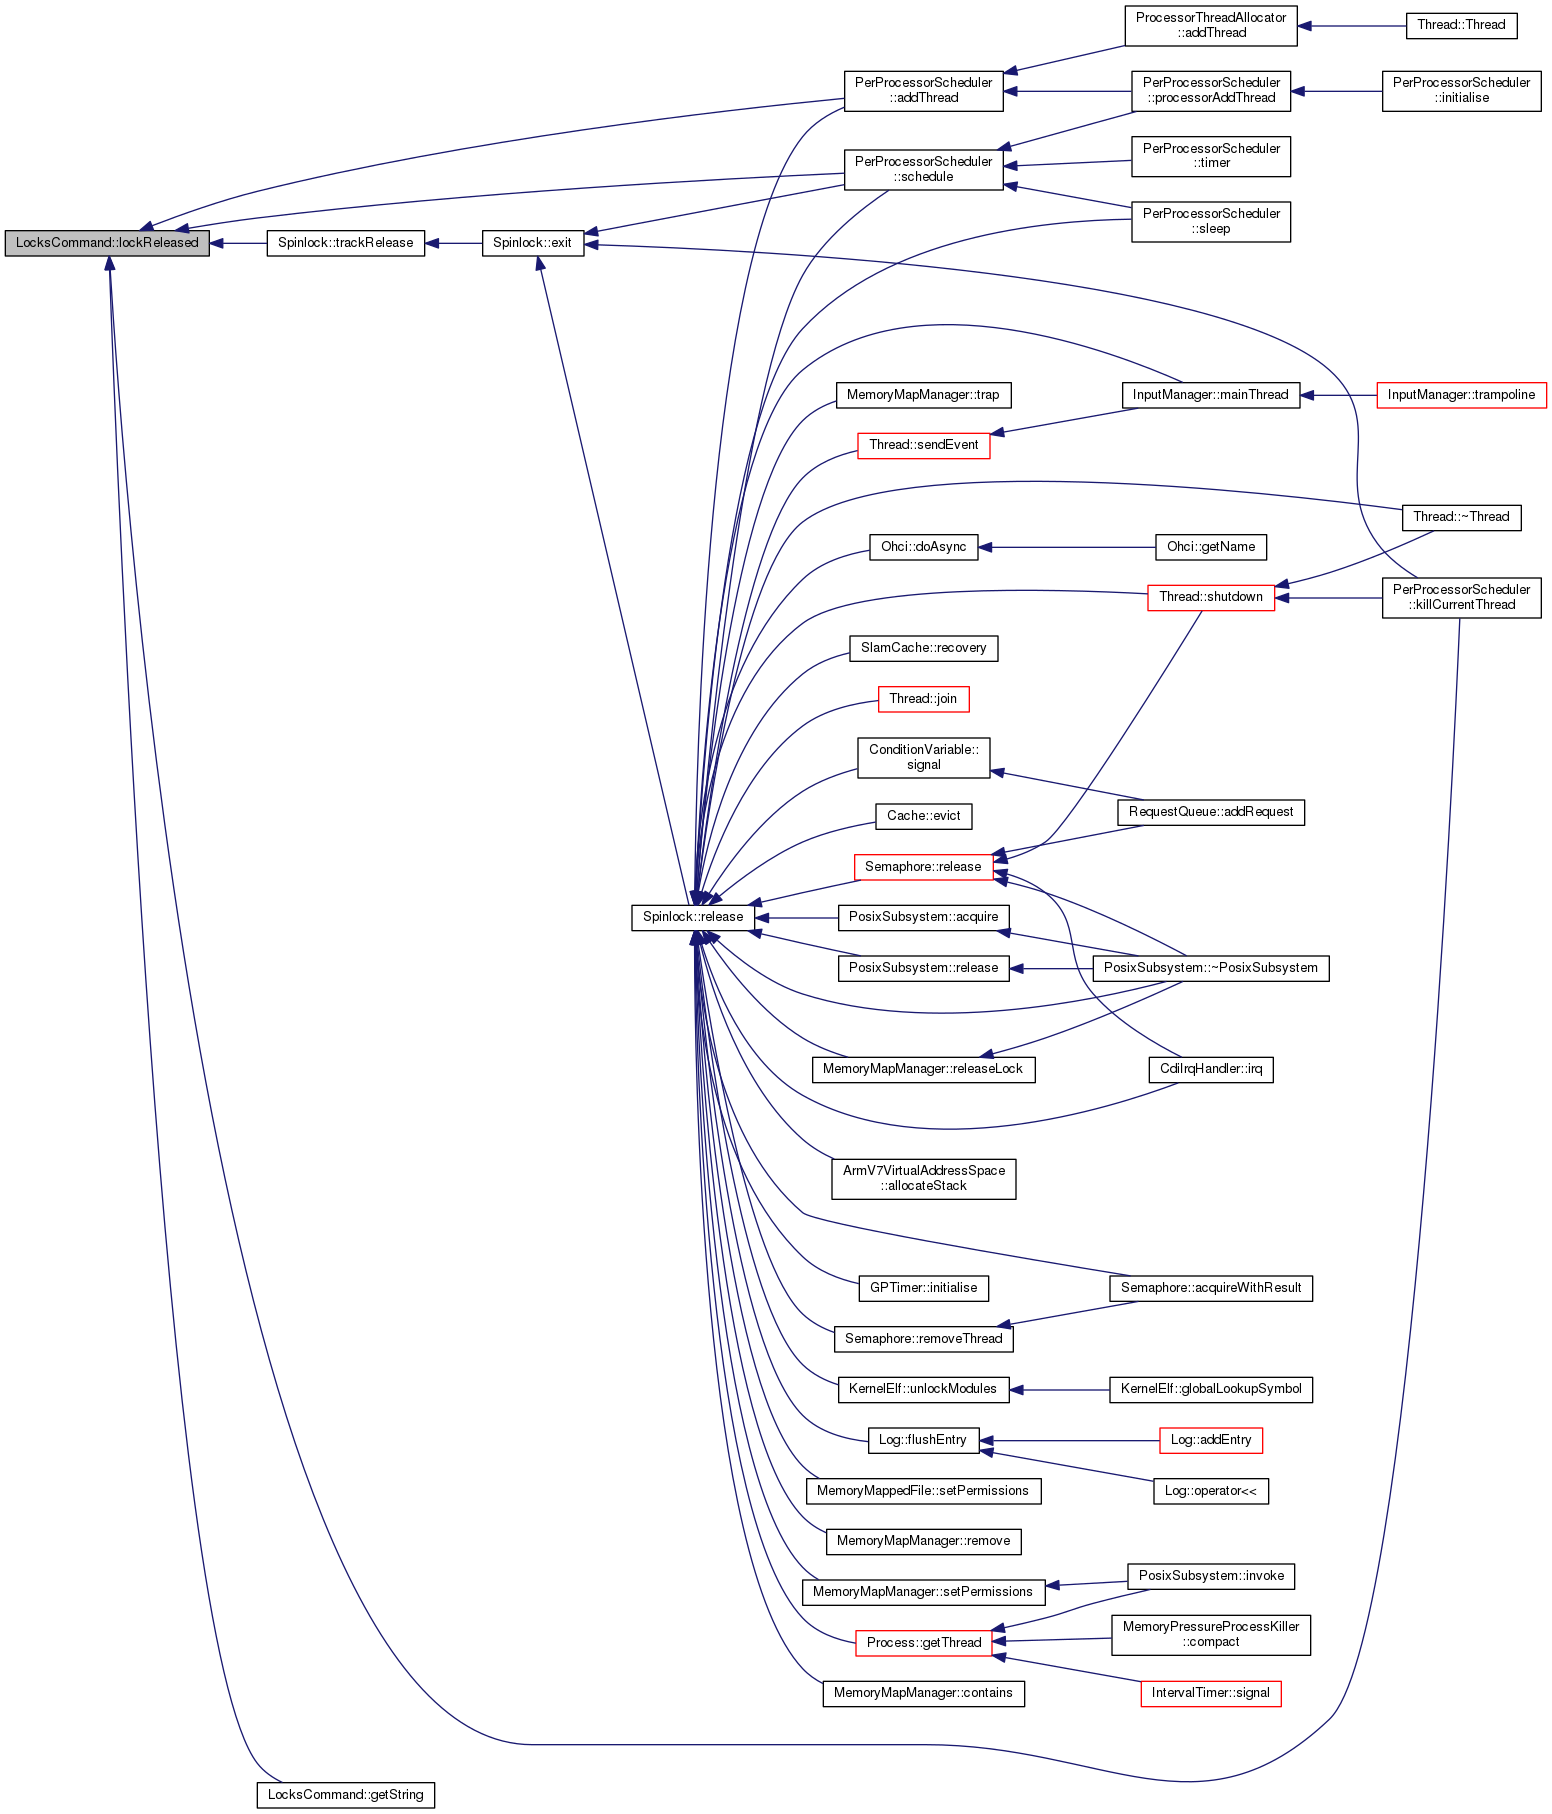 ProcessorThreadAllocator
::addThread
Thread::Thread
PerProcessorScheduler
::addThread
PerProcessorScheduler
::processorAddThread
PerProcessorScheduler
::initialise
PerProcessorScheduler
::schedule
PerProcessorScheduler
::timer
PerProcessorScheduler
::sleep
LocksCommand::lockReleased
Spinlock::trackRelease
Spinlock::exit
MemoryMapManager::trap
InputManager::mainThread
InputManager::trampoline
Thread::sendEvent
Thread::~Thread
Ohci::doAsync
Ohci::getName
Thread::shutdown
PerProcessorScheduler
::killCurrentThread
SlamCache::recovery
Thread::join
ConditionVariable::
signal
RequestQueue::addRequest
Cache::evict
Semaphore::release
Spinlock::release
PosixSubsystem::acquire
PosixSubsystem::release
PosixSubsystem::~PosixSubsystem
MemoryMapManager::releaseLock
CdiIrqHandler::irq
ArmV7VirtualAddressSpace
::allocateStack
GPTimer::initialise
Semaphore::acquireWithResult
Semaphore::removeThread
KernelElf::unlockModules
KernelElf::globalLookupSymbol
Log::flushEntry
Log::addEntry
MemoryMappedFile::setPermissions
Log::operator<<
MemoryMapManager::remove
MemoryMapManager::setPermissions
PosixSubsystem::invoke
Process::getThread
MemoryPressureProcessKiller
::compact
MemoryMapManager::contains
IntervalTimer::signal
LocksCommand::getString